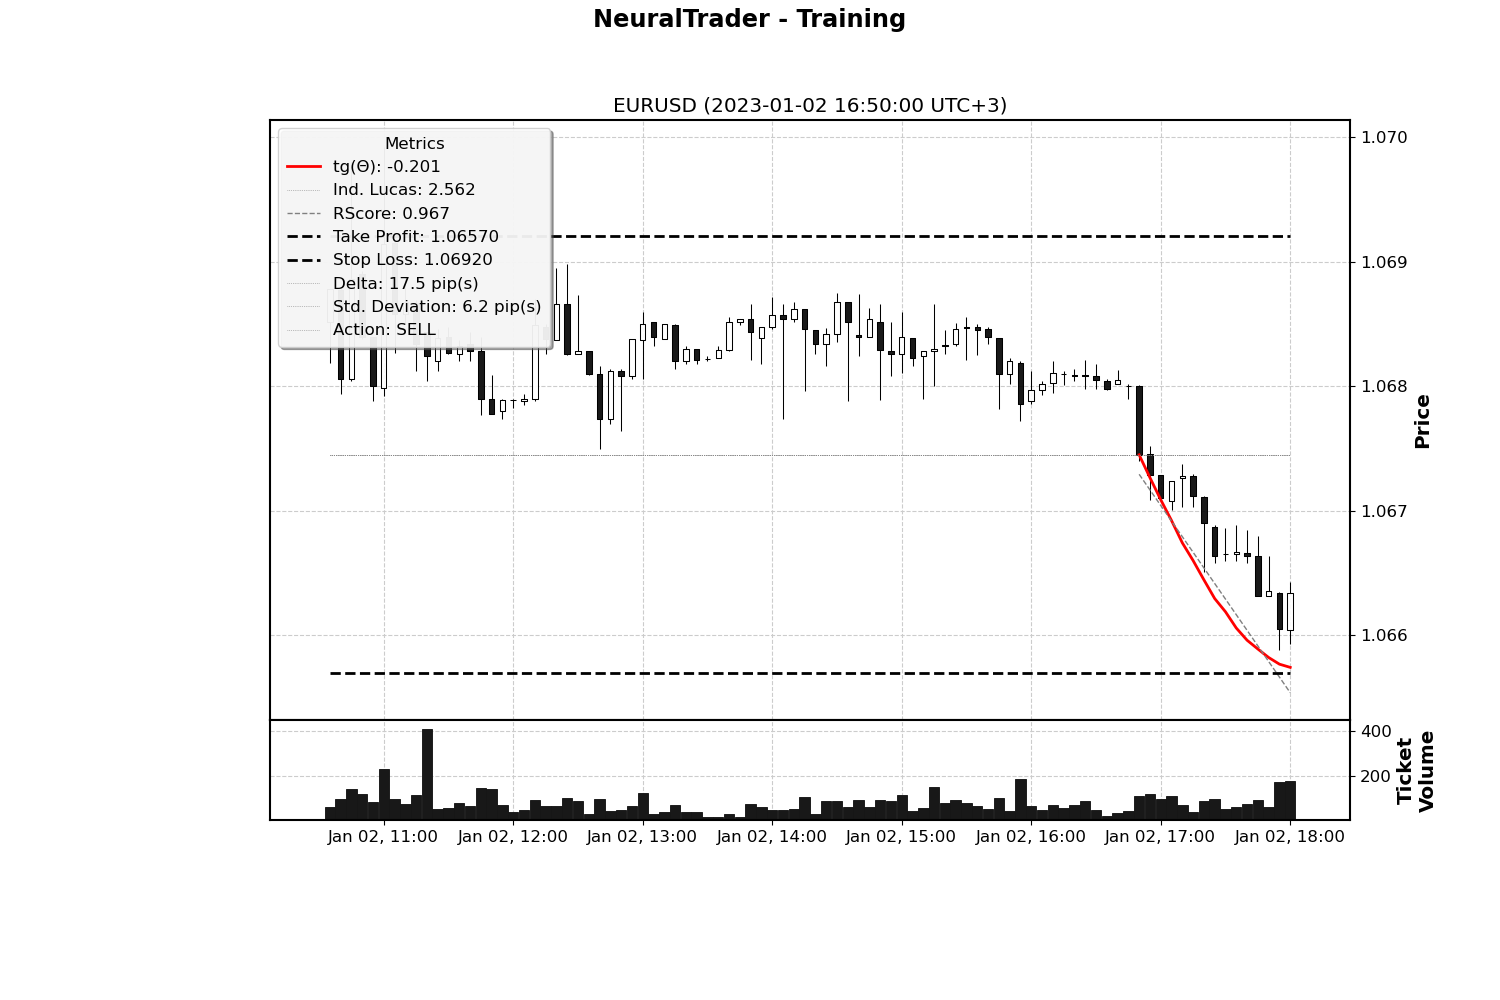 NeuralTrader - Training
EURUSD (2023-01-02 16:50:00 UTC+3)
Metrics
tg(Θ): -0.201
Ind. Lucas: 2.562
RScore: 0.967
Take Profit: 1.06570
Stop Loss: 1.06920
Delta: 17.5 pip(s)
Std. Deviation: 6.2 pip(s)
Action: SELL
1.070
1.069
1.068
1.067
1.066
Price
400
200
Ticket
Volume
Jan 02, 11:00
Jan 02, 12:00
Jan 02, 13:00
Jan 02, 14:00
Jan 02, 15:00
Jan 02, 16:00
Jan 02, 17:00
Jan 02, 18:00